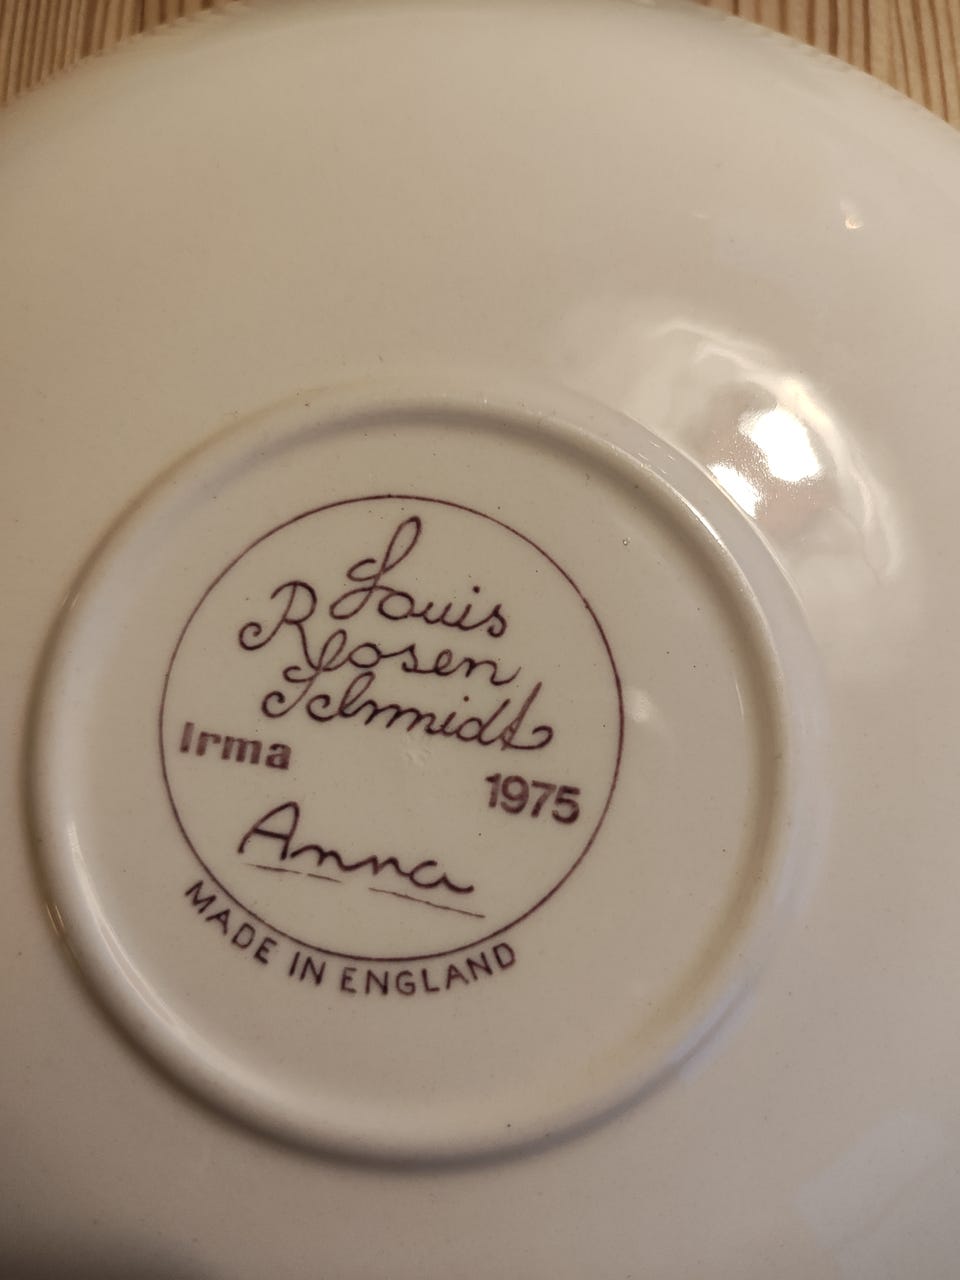 Louis
Rosen
Schmidt
Irma
1975
Anna
MADE IN ENGLAND